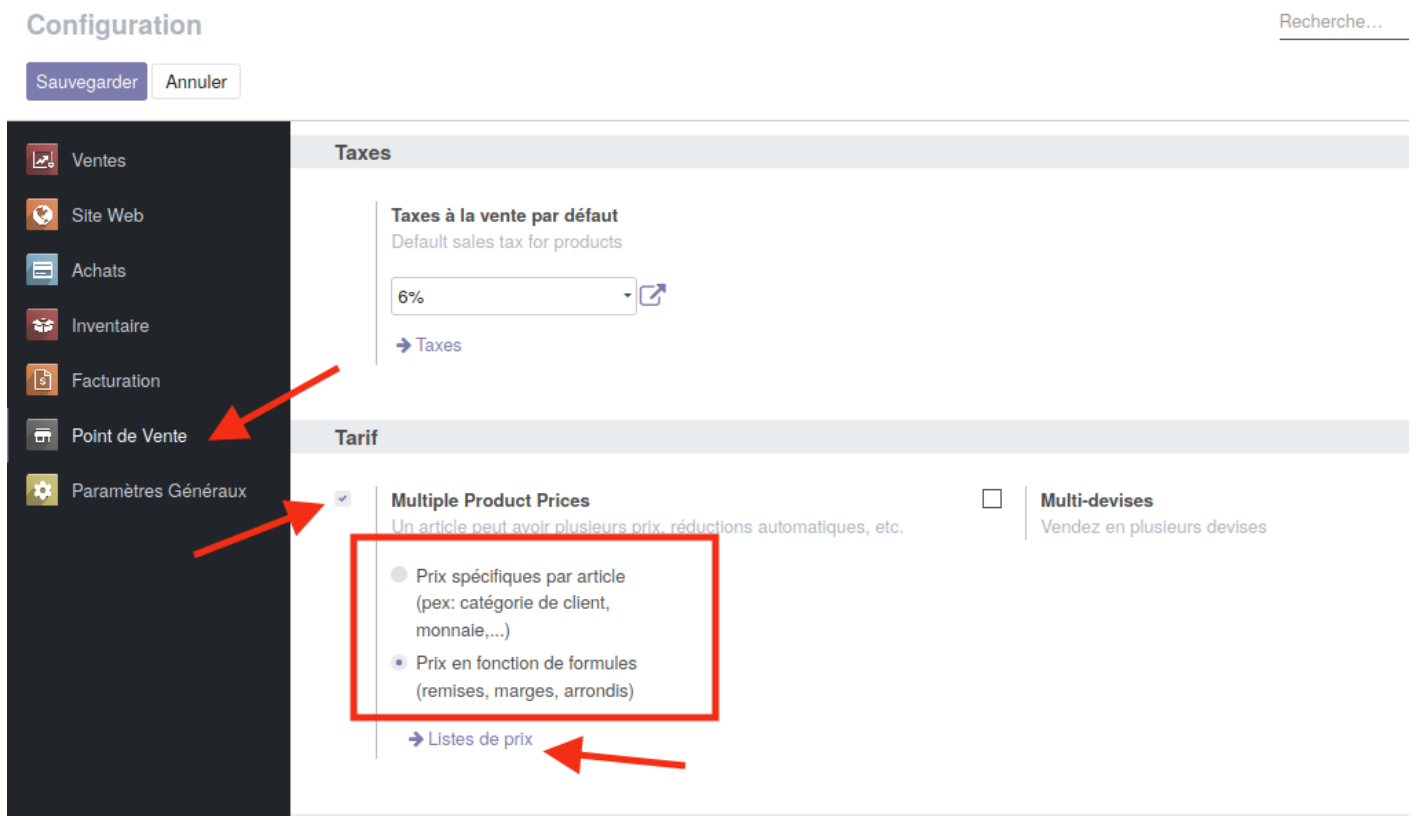 Configuration
Recherche...
Sauvegarder
Annuler
Ventes
Site Web
Achats
Inventaire
Facturation
Point de Vente
Paramètres Généraux
Taxes
Taxes à la vente par défaut
Default sales tax for products
6%
Taxes
Tarif
Multiple Product Prices
Un article peut avoir plusieurs prix, réductions automatiques, etc.
Prix spécifiques par article
(pex: catégorie de client,
monnaie,...)
Prix en fonction de formules
(remises, marges, arrondis)
Listes de prix
Multi-devises
Vendez en plusieurs devises